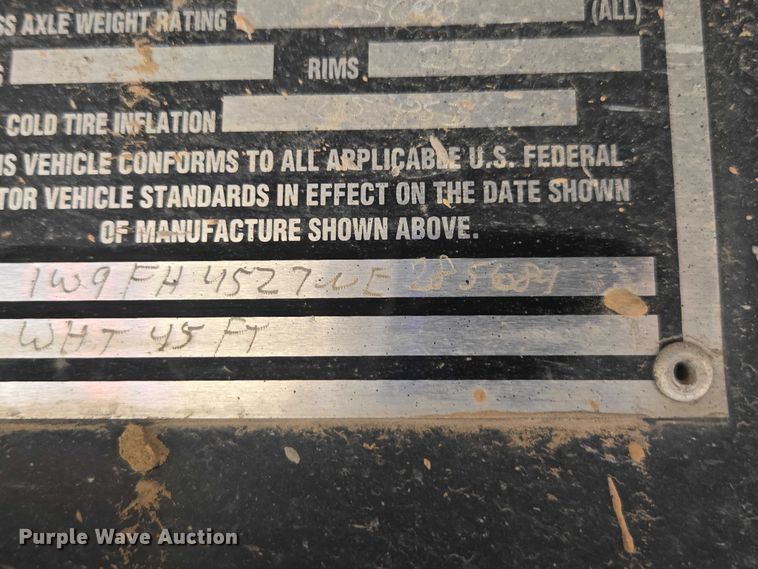 SS AXLE WEIGHT RATING (ALL)
RIMS
COLD TIRE INFLATION
IS VEHICLE CONFORMS TO ALL APPLICABLE U.S. FEDERAL
TOR VEHICLE STANDARDS IN EFFECT ON THE DATE SHOWN
OF MANUFACTURE SHOWN ABOVE.
1W9FH4527NE285684
WHT 45 FT
Purple Wave Auction